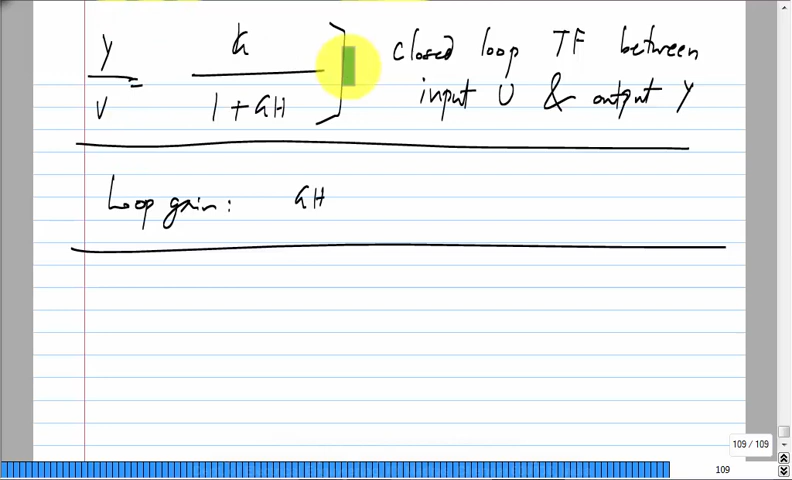 Y/U = G/(1+GH) ] closed loop TF between
input U & output Y
Loop gain: GH
109 / 109
109